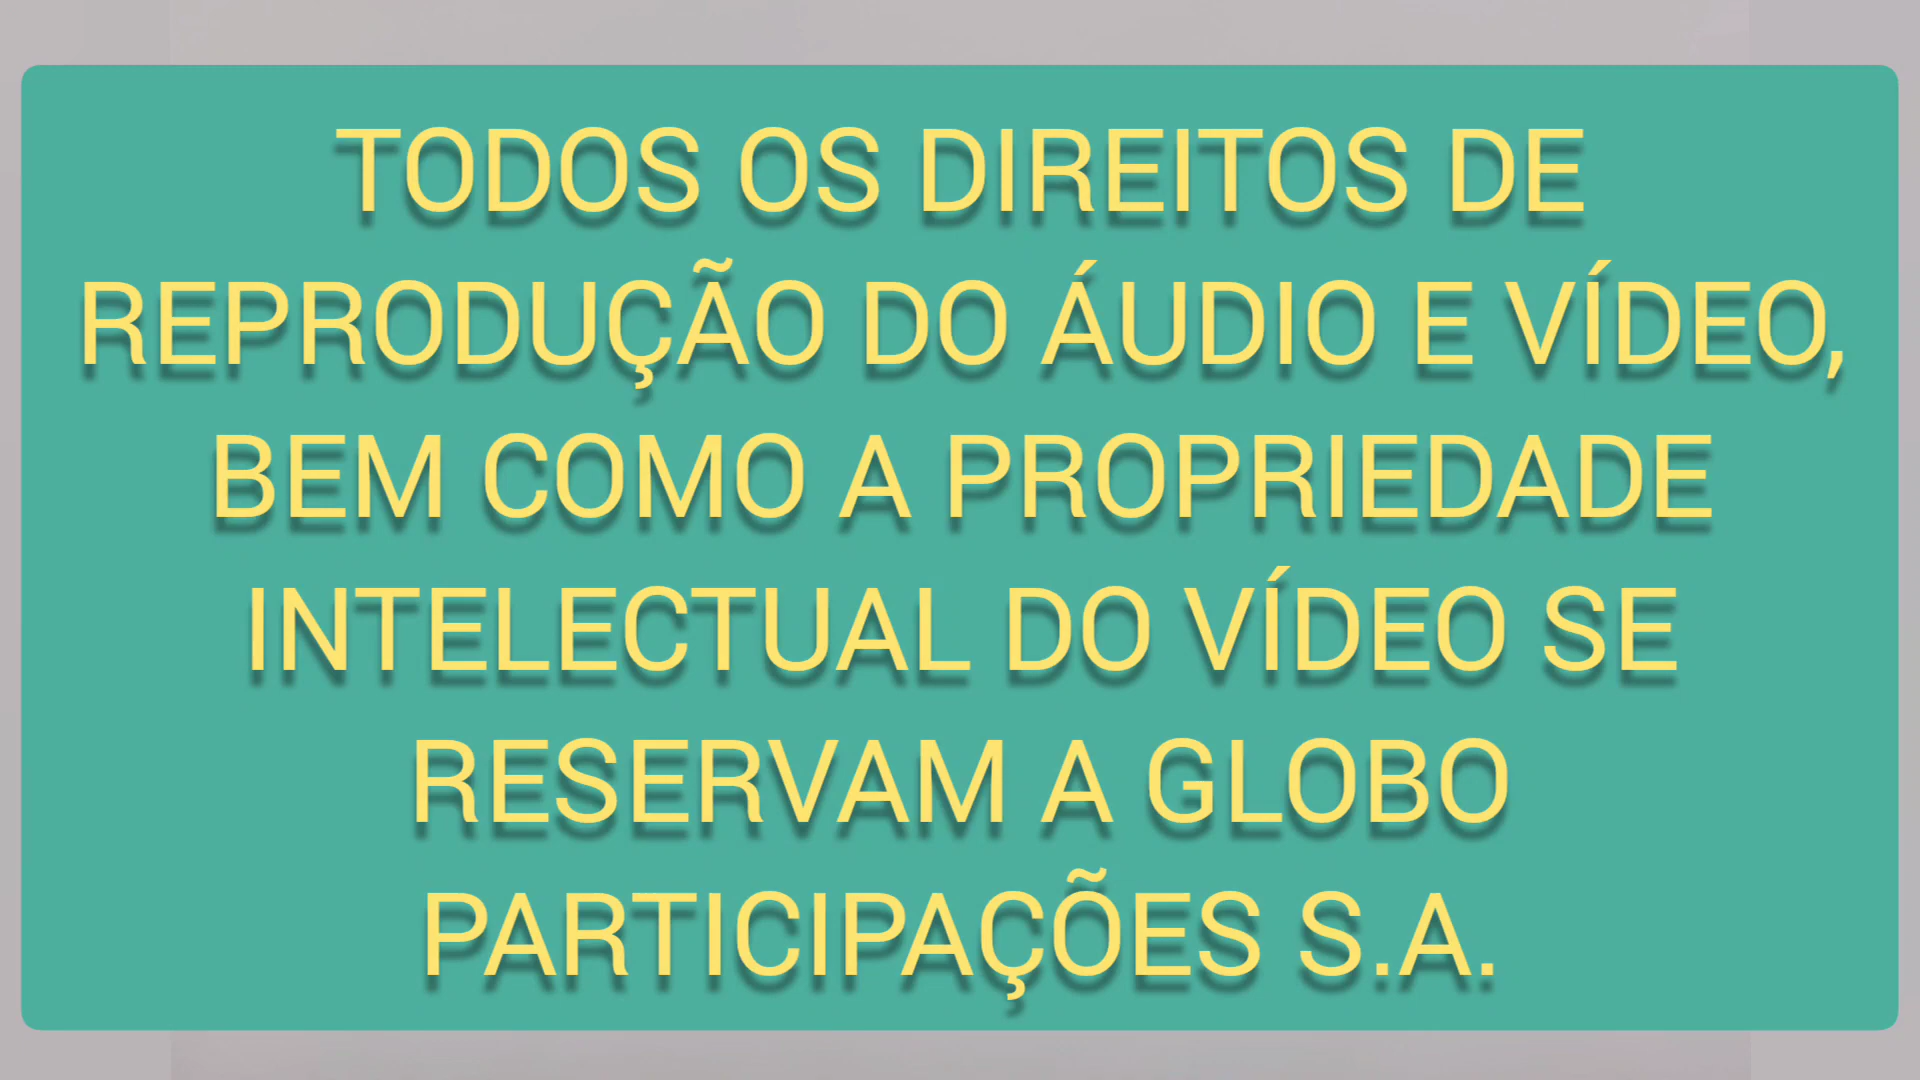 TODOS OS DIREITOS DE
REPRODUÇÃO DO ÁUDIO E VÍDEO,
BEM COMO A PROPRIEDADE
INTELECTUAL DO VÍDEO SE
RESERVAM A GLOBO
PARTICIPAÇÕES S.A.